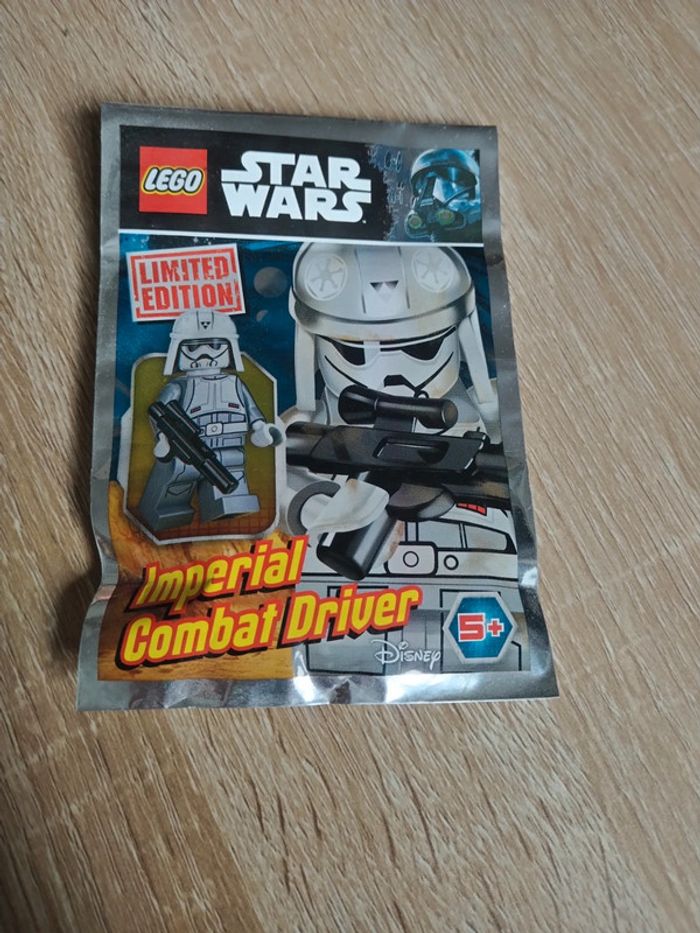 LEGO
STAR
WARS
LIMITED
EDITION
Imperial
Combat Driver
Disney
5+